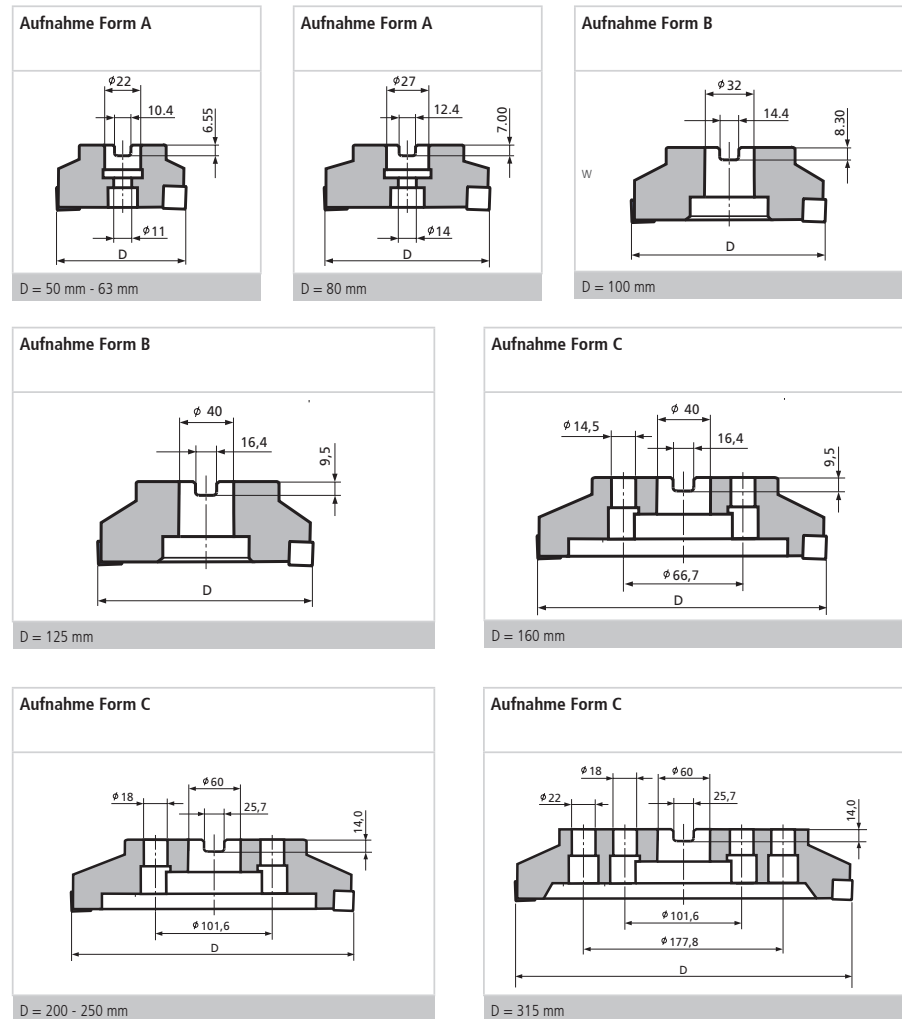 Aufnahme Form A
ϕ22
10.4
6.55
ϕ11
D
D = 50 mm - 63 mm
Aufnahme Form A
ϕ27
12.4
7.00
ϕ14
D
D = 80 mm
Aufnahme Form B
ϕ32
14.4
8.30
W
D
D = 100 mm
Aufnahme Form B
ϕ 40
16,4
9,5
D
D = 125 mm
Aufnahme Form C
ϕ 40
ϕ14,5
16,4
9,5
ϕ66,7
D
D = 160 mm
Aufnahme Form C
ϕ60
ϕ18
25,7
14,0
ϕ101,6
D
D = 200 - 250 mm
Aufnahme Form C
ϕ18
ϕ60
ϕ22
25,7
14,0
ϕ101,6
ϕ177,8
D
D = 315 mm